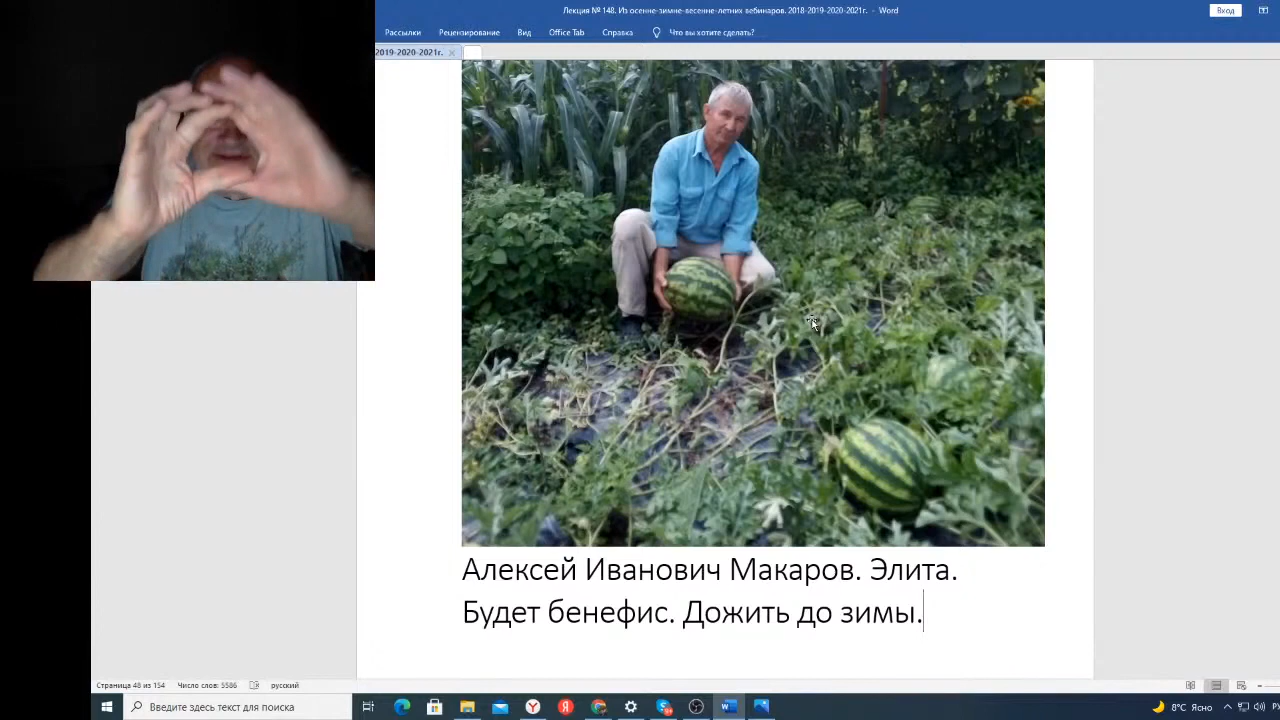 Лекция № 148. Из осенне-зимне-весенне-летних вебинаров. 2018-2019-2020-2021г. - Word
Вход
Рассылки Рецензирование Вид Office Tab Справка Что вы хотите сделать?
2019-2020-2021г.
Алексей Иванович Макаров. Элита.
Будет бенефис. Дожить до зимы.
Страница 48 из 154 Число слов: 5586 русский
Введите здесь текст для поиска
8°C Ясно